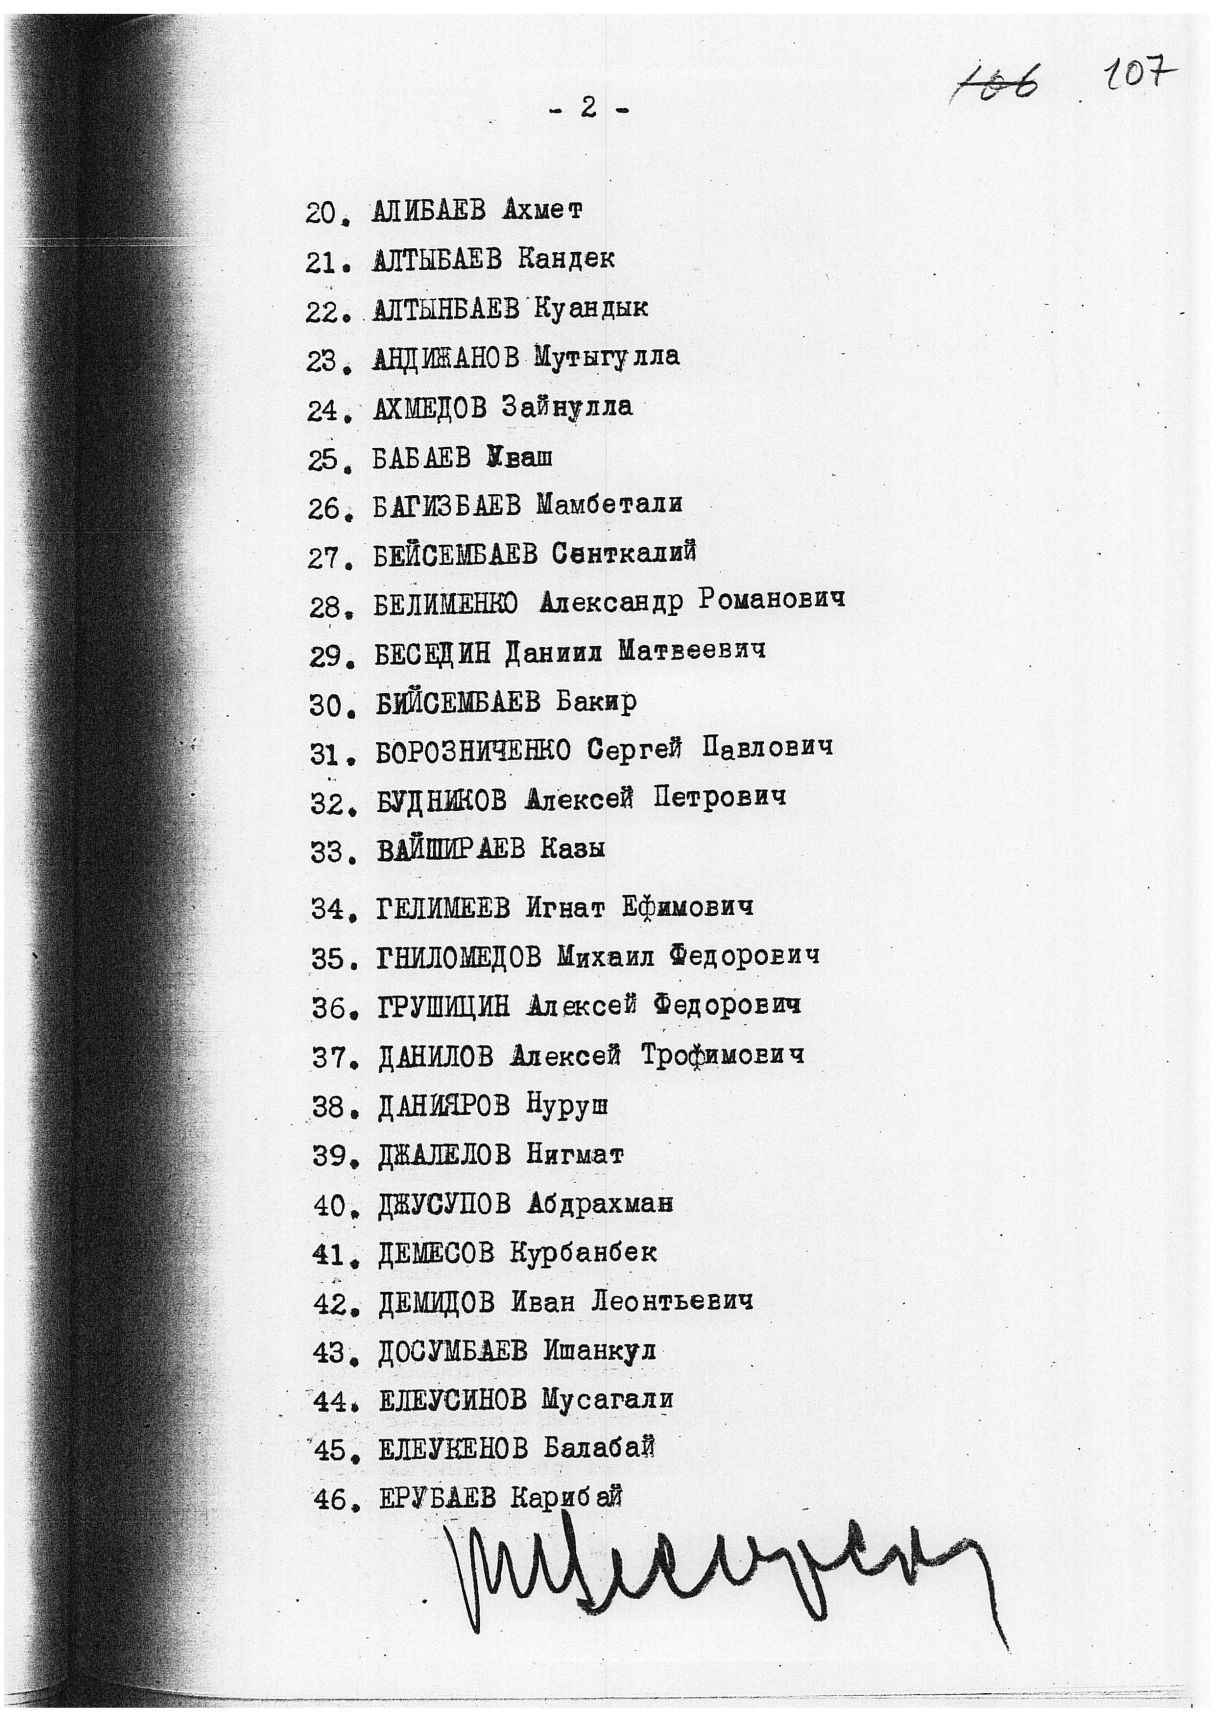 106 107
- 2 -
20. АЛИБАЕВ Ахмет
21. АЛТЫБАЕВ Кандек
22. АЛТЫНБАЕВ Куандык
23. АНДИЖАНОВ Мутыгулла
24. АХМЕДОВ Зайнулла
25. БАБАЕВ Уваш
26. БАГИЗБАЕВ Мамбетали
27. БЕЙСЕМБАЕВ Сенткалий
28. БЕЛИМЕНКО Александр Романович
29. БЕСЕДИН Даниил Матвеевич
30. БИЙСЕМБАЕВ Бакир
31. БОРОЗНИЧЕНКО Сергей Павлович
32. БУДНИКОВ Алексей Петрович
33. ВАЙШИРАЕВ Казы
34. ГЕЛИМЕЕВ Игнат Ефимович
35. ГНИЛОМЕДОВ Михаил Федорович
36. ГРУШИЦИН Алексей Федорович
37. ДАНИЛОВ Алексей Трофимович
38. ДАНИЯРОВ Нуруш
39. ДЖАЛЕЛОВ Нигмат
40. ДЖУСУПОВ Абдрахман
41. ДЕМЕСОВ Курбанбек
42. ДЕМИДОВ Иван Леонтьевич
43. ДОСУМБАЕВ Ишанкул
44. ЕЛЕУСИНОВ Мусагали
45. ЕЛЕУКЕНОВ Балабай
46. ЕРУБАЕВ Карибай